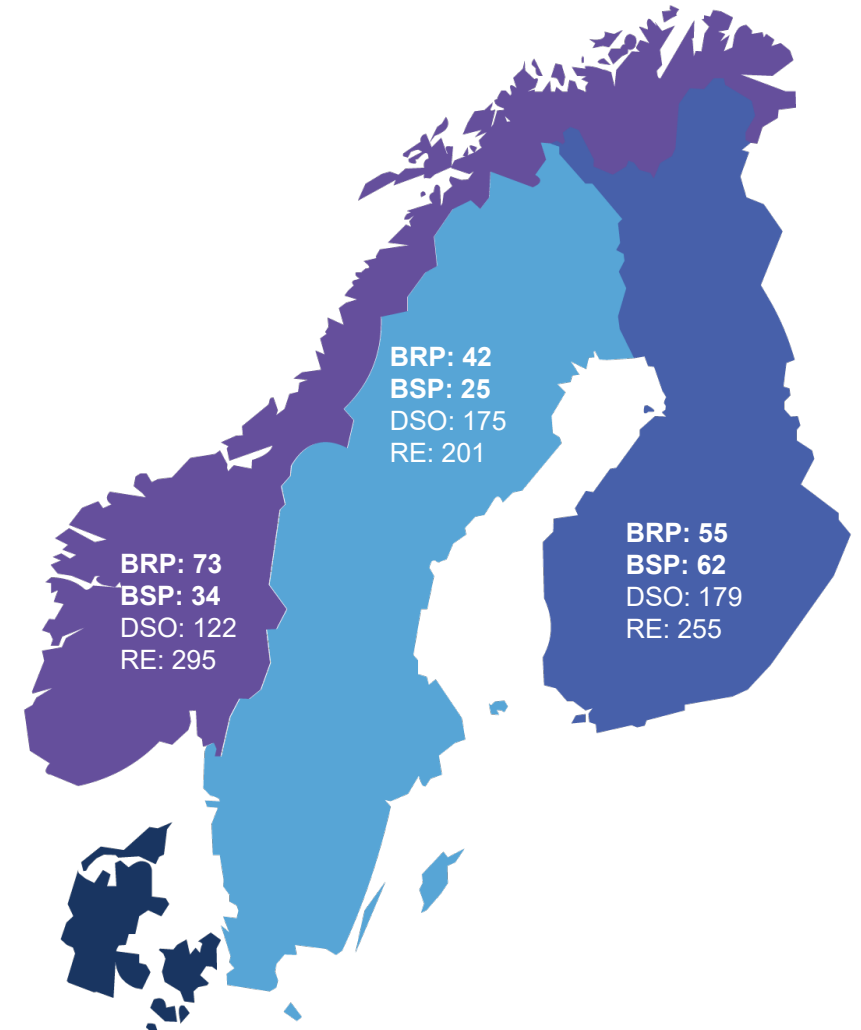 BRP: 42
BSP: 25
DSO: 175
RE: 201
BRP: 55
BSP: 62
DSO: 179
RE: 255
BRP: 73
BSP: 34
DSO: 122
RE: 295